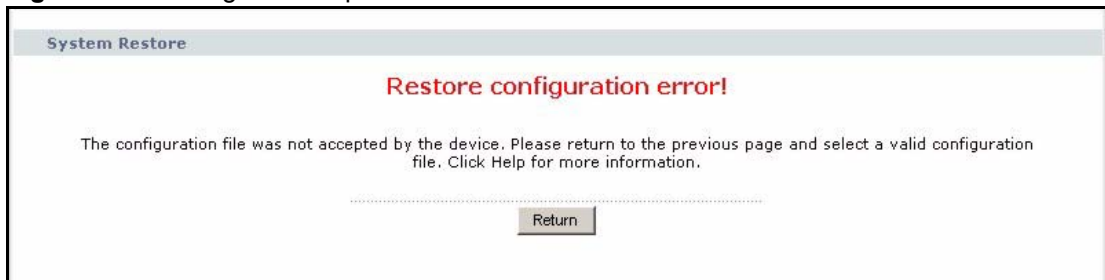 System Restore
Restore configuration error!
The configuration file was not accepted by the device. Please return to the previous page and select a valid configuration
file. Click Help for more information.
Return